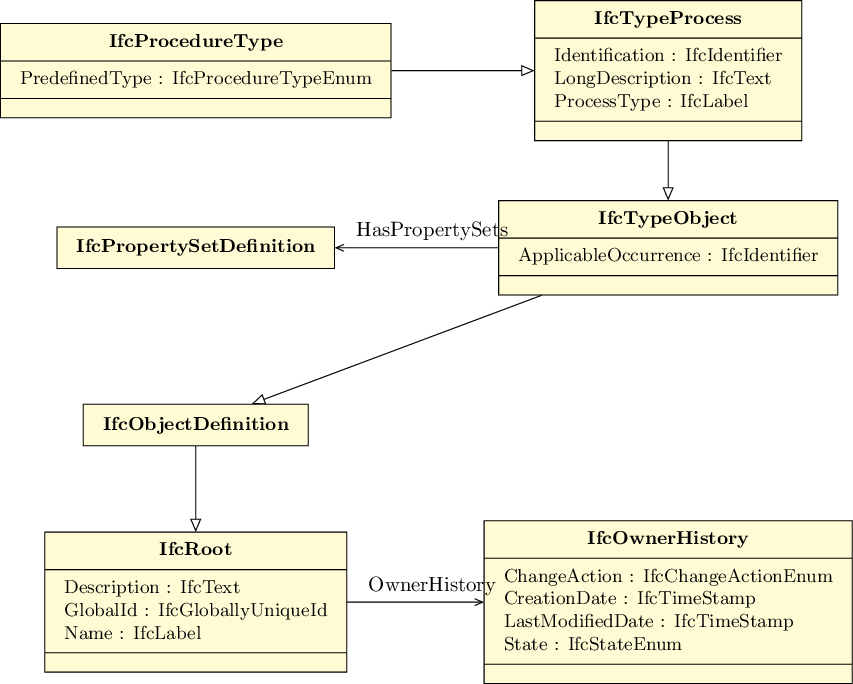 IfcProcedureType
PredefinedType : IfcProcedureTypeEnum
IfcTypeProcess
Identification : IfcIdentifier
LongDescription : IfcText
ProcessType : IfcLabel
IfcPropertySetDefinition
HasPropertySets
IfcTypeObject
ApplicableOccurrence : IfcIdentifier
IfcObjectDefinition
IfcRoot
Description : IfcText
GlobalId : IfcGloballyUniqueId
Name : IfcLabel
OwnerHistory
IfcOwnerHistory
ChangeAction : IfcChangeActionEnum
CreationDate : IfcTimeStamp
LastModifiedDate : IfcTimeStamp
State : IfcStateEnum